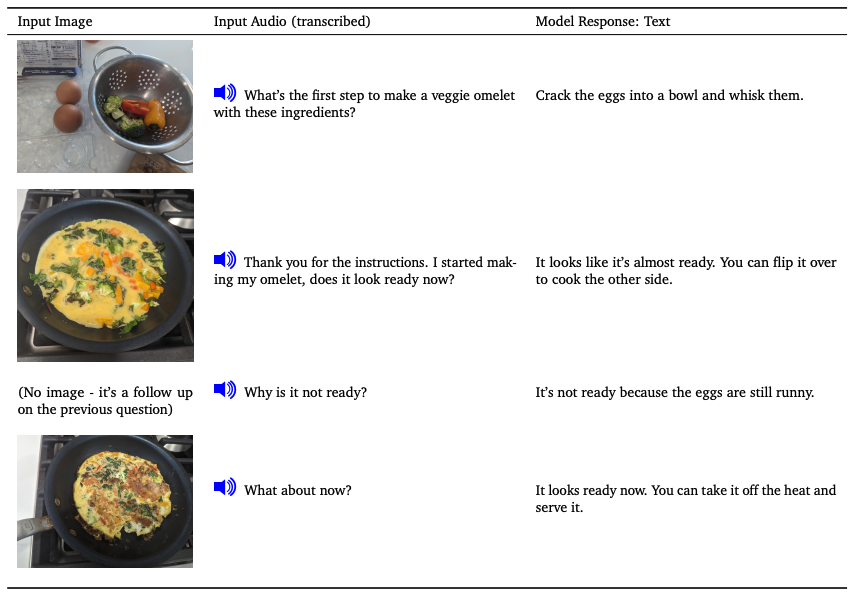 Input Image
Input Audio (transcribed)
Model Response: Text
What's the first step to make a veggie omelet
with these ingredients?
Crack the eggs into a bowl and whisk them.
Thank you for the instructions. I started mak-
ing my omelet, does it look ready now?
It looks like it's almost ready. You can flip it over
to cook the other side.
(No image - it's a follow up
on the previous question)
Why is it not ready?
It's not ready because the eggs are still runny.
What about now?
It looks ready now. You can take it off the heat and
serve it.